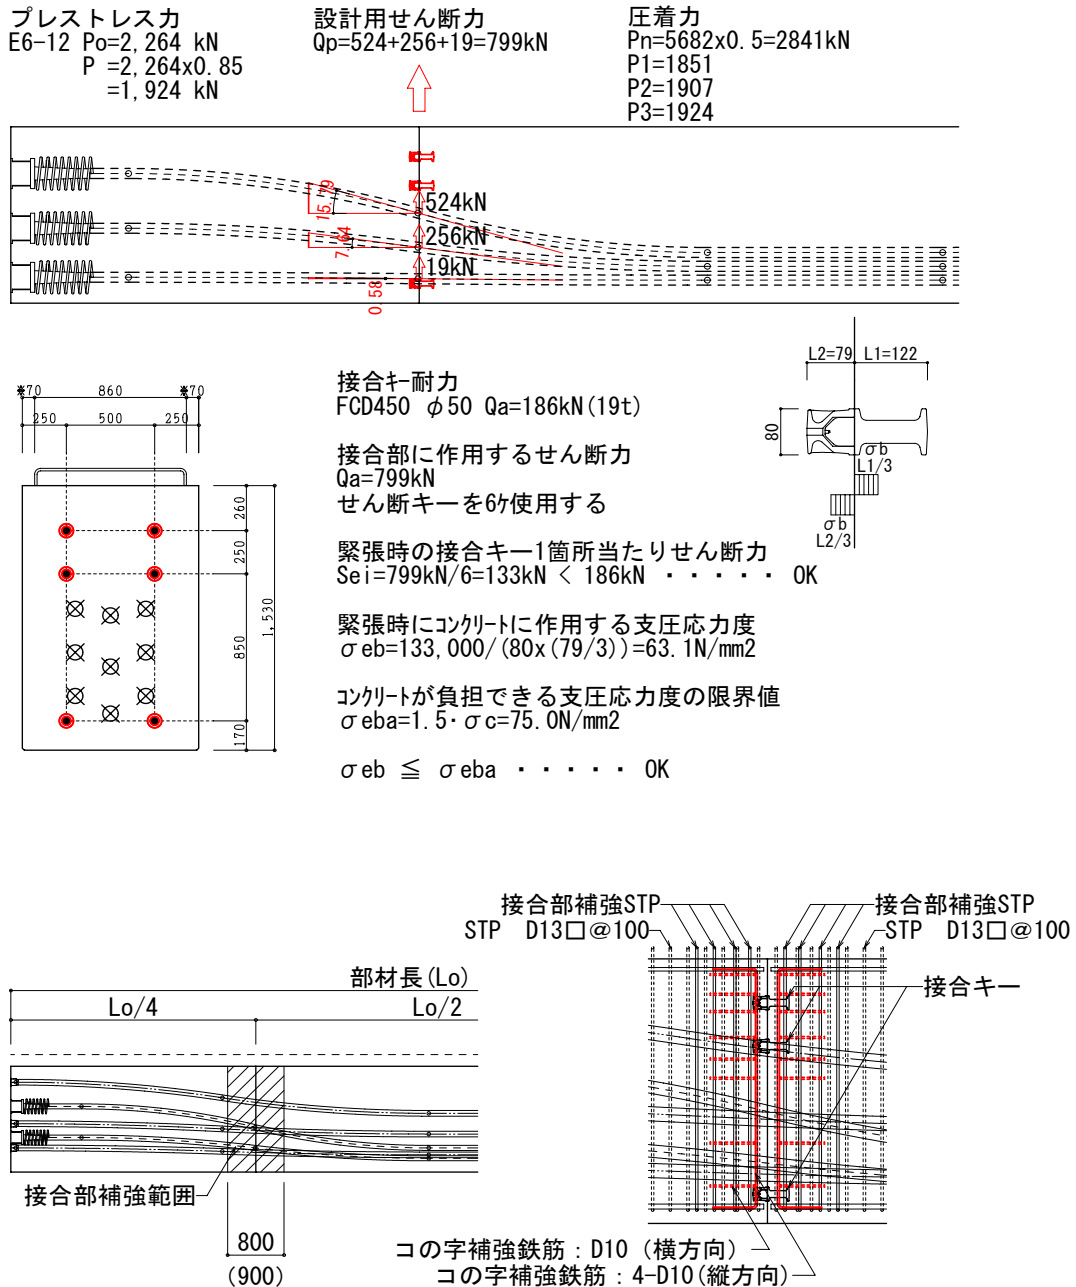 プレストレス力
E6-12 Po=2,264 kN
P =2,264x0.85
=1,924 kN
設計用せん断力
Qp=524+256+19=799kN
圧着力
Pn=5682x0.5=2841kN
P1=1851
P2=1907
P3=1924
15.79
524kN
7.64
256kN
19kN
0.58
※70
860
※70
250
500
250
260
250
850
170
1,530
接合キー耐力
FCD450 φ50 Qa=186kN(19t)
接合部に作用するせん断力
Qa=799kN
せん断キーを6ケ使用する
緊張時の接合キー1箇所当たりせん断力
Sei=799kN/6=133kN < 186kN ・・・・・ OK
緊張時にコンクリートに作用する支圧応力度
σeb=133,000/(80x(79/3))=63.1N/mm2
コンクリートが負担できる支圧応力度の限界値
σeba=1.5・σc=75.0N/mm2
σeb ≦ σeba ・・・・・ OK
L2=79
L1=122
80
σb
L1/3
σb
L2/3
部材長(Lo)
Lo/4
Lo/2
接合部補強範囲
800
(900)
接合部補強STP
STP D13□@100
接合部補強STP
STP D13□@100
接合キー
コの字補強鉄筋：D10 (横方向)
コの字補強鉄筋：4-D10(縦方向)